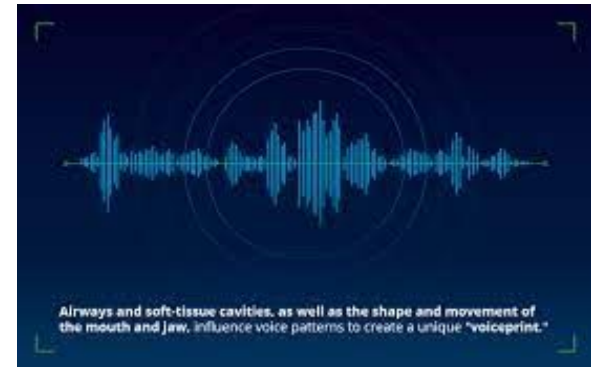 Airways and soft-tissue cavities, as well as the shape and movement of
the mouth and jaw, influence voice patterns to create a unique "voiceprint."